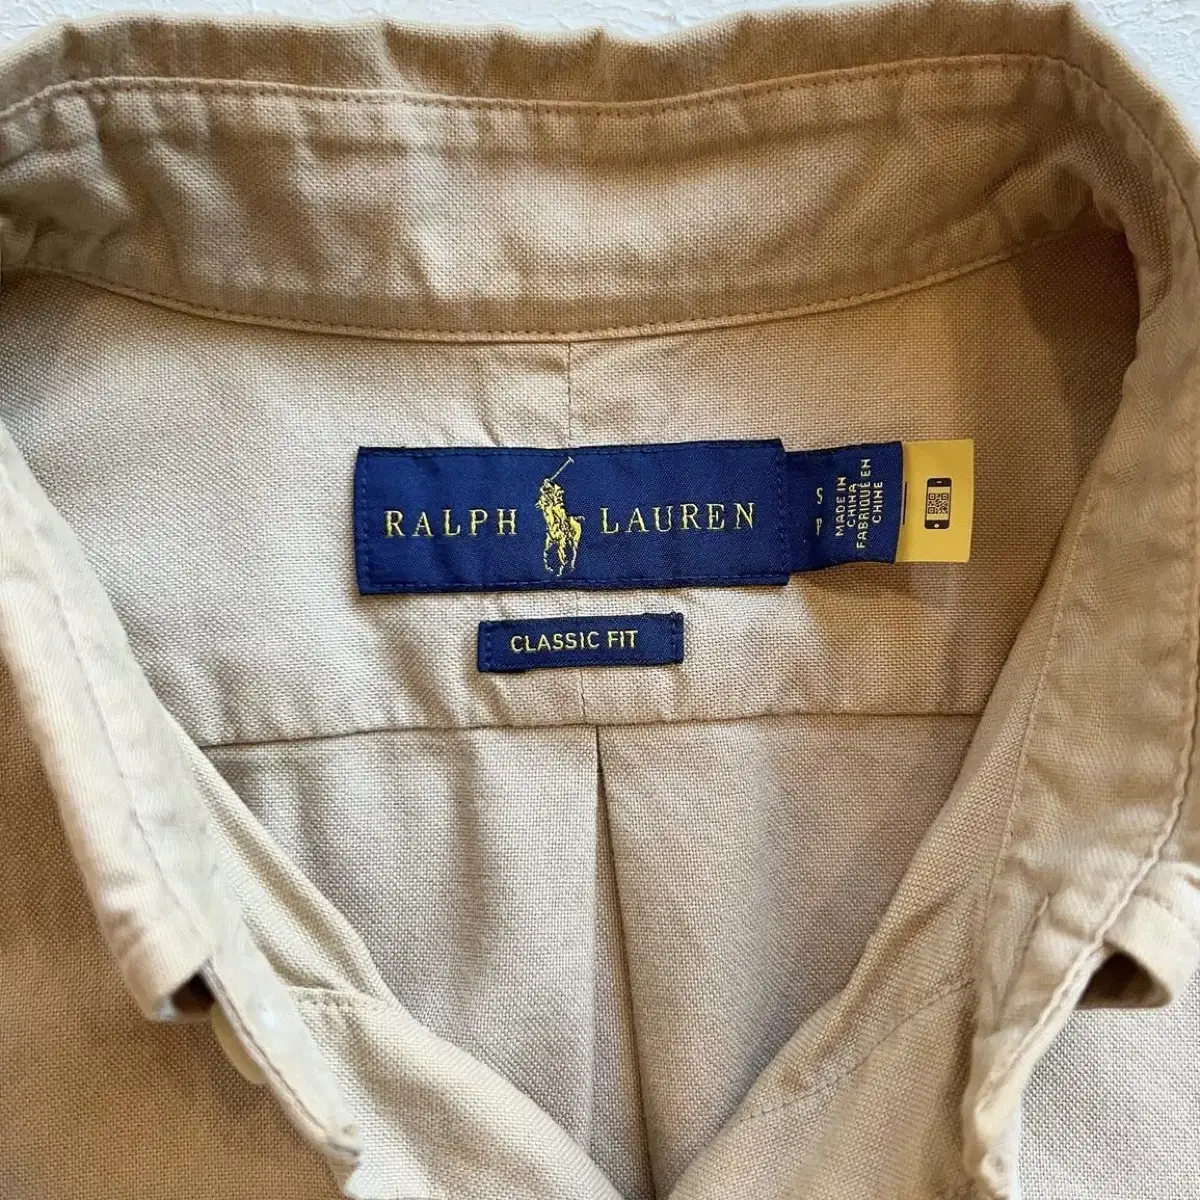 RALPH LAUREN
S
P
MADE IN
CHINA
FABRIQUÉ EN
CHINE
CLASSIC FIT